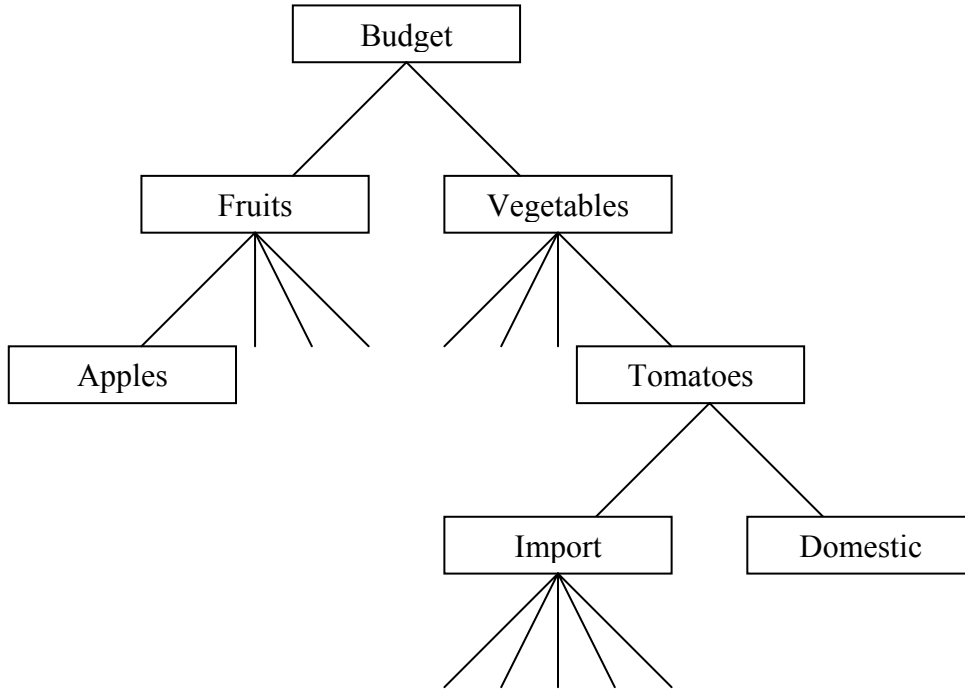 Budget
Fruits
Vegetables
Apples
Tomatoes
Import
Domestic